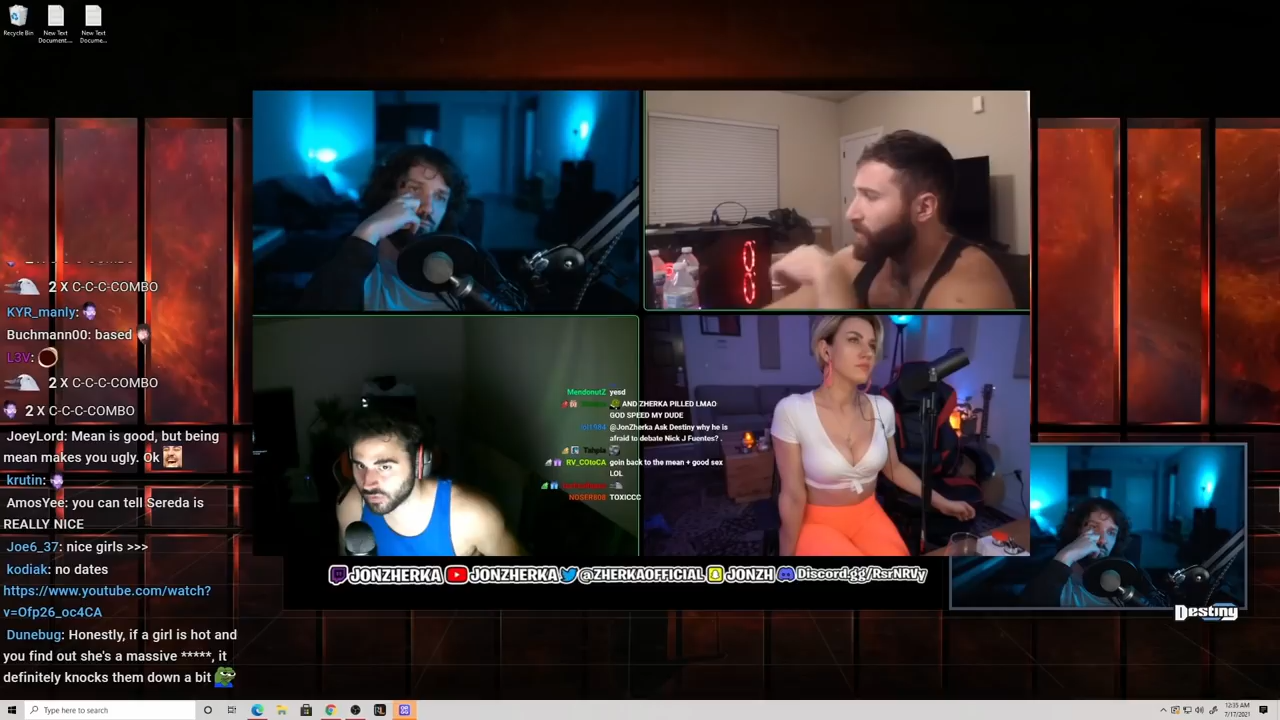 Recycle Bin
New Text
Document...
New Text
Docume...
2 X C-C-C-COMBO
KYR_manly:
Buchmann00: based
L3V:
2 X C-C-C-COMBO
2 X C-C-C-COMBO
JoeyLord: Mean is good, but being
mean makes you ugly. Ok
krutin:
AmosYee: you can tell Sereda is
REALLY NICE
Joe6_37: nice girls >>>
kodiak: no dates
https://www.youtube.com/watch?
v=Ofp26_oc4CA
Dunebug: Honestly, if a girl is hot and
you find out she's a massive *****, it
definitely knocks them down a bit
MendonutZ yesd
AND ZHERKA PILLED LMAO
GOD SPEED MY DUDE
@JonZherka Ask Destiny why he is
afraid to debate Nick J Fuentes? .
Tahpia
RV_COtoCA goin back to the mean + good sex
LOL
NOSER808 TOXICCC
JONZHERKA JONZHERKA @ZHERKAOFFICIAL JONZH Discord.gg/RsrNRVy
Destiny
Type here to search
12:35 AM
7/17/2021